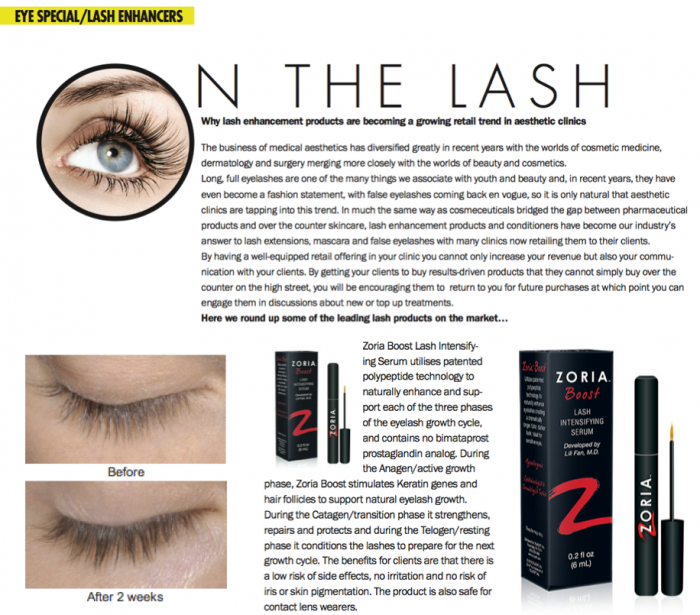 EYE SPECIAL/LASH ENHANCERS
N THE LASH
Why lash enhancement products are becoming a growing retail trend in aesthetic clinics
The business of medical aesthetics has diversified greatly in recent years with the worlds of cosmetic medicine,
dermatology and surgery merging more closely with the worlds of beauty and cosmetics.
Long, full eyelashes are one of the many things we associate with youth and beauty and, in recent years, they have
even become a fashion statement, with false eyelashes coming back en vogue, so it is only natural that aesthetic
clinics are tapping into this trend. In much the same way as cosmeceuticals bridged the gap between pharmaceutical
products and over the counter skincare, lash enhancement products and conditioners have become our industry's
answer to lash extensions, mascara and false eyelashes with many clinics now retailing them to their clients.
By having a well-equipped retail offering in your clinic you cannot only increase your revenue but also your commu-
nication with your clients. By getting your clients to buy results-driven products that they cannot simply buy over the
counter on the high street, you will be encouraging them to return to you for future purchases at which point you can
engage them in discussions about new or top up treatments.
Here we round up some of the leading lash products on the market...
Before
After 2 weeks
ZORIA
Boost
LASH
INTENSIFYING
SERUM
Z
ZORIA
Zoria Boost Lash Intensify-
ing Serum utilises patented
polypeptide technology to
naturally enhance and sup-
port each of the three phases
of the eyelash growth cycle,
and contains no bimataprost
prostaglandin analog. During
the Anagen/active growth
phase, Zoria Boost stimulates Keratin genes and
hair follicles to support natural eyelash growth.
During the Catagen/transition phase it strengthens,
repairs and protects and during the Telogen/resting
phase it conditions the lashes to prepare for the next
growth cycle. The benefits for clients are that there is
a low risk of side effects, no irritation and no risk of
iris or skin pigmentation. The product is also safe for
contact lens wearers.
Zoria Boost
ZORIA
Boost
LASH
INTENSIFYING
SERUM
Developed by
Lili Fan, M.D.
Z
0.2 fl oz
(6 mL)
ZORIA